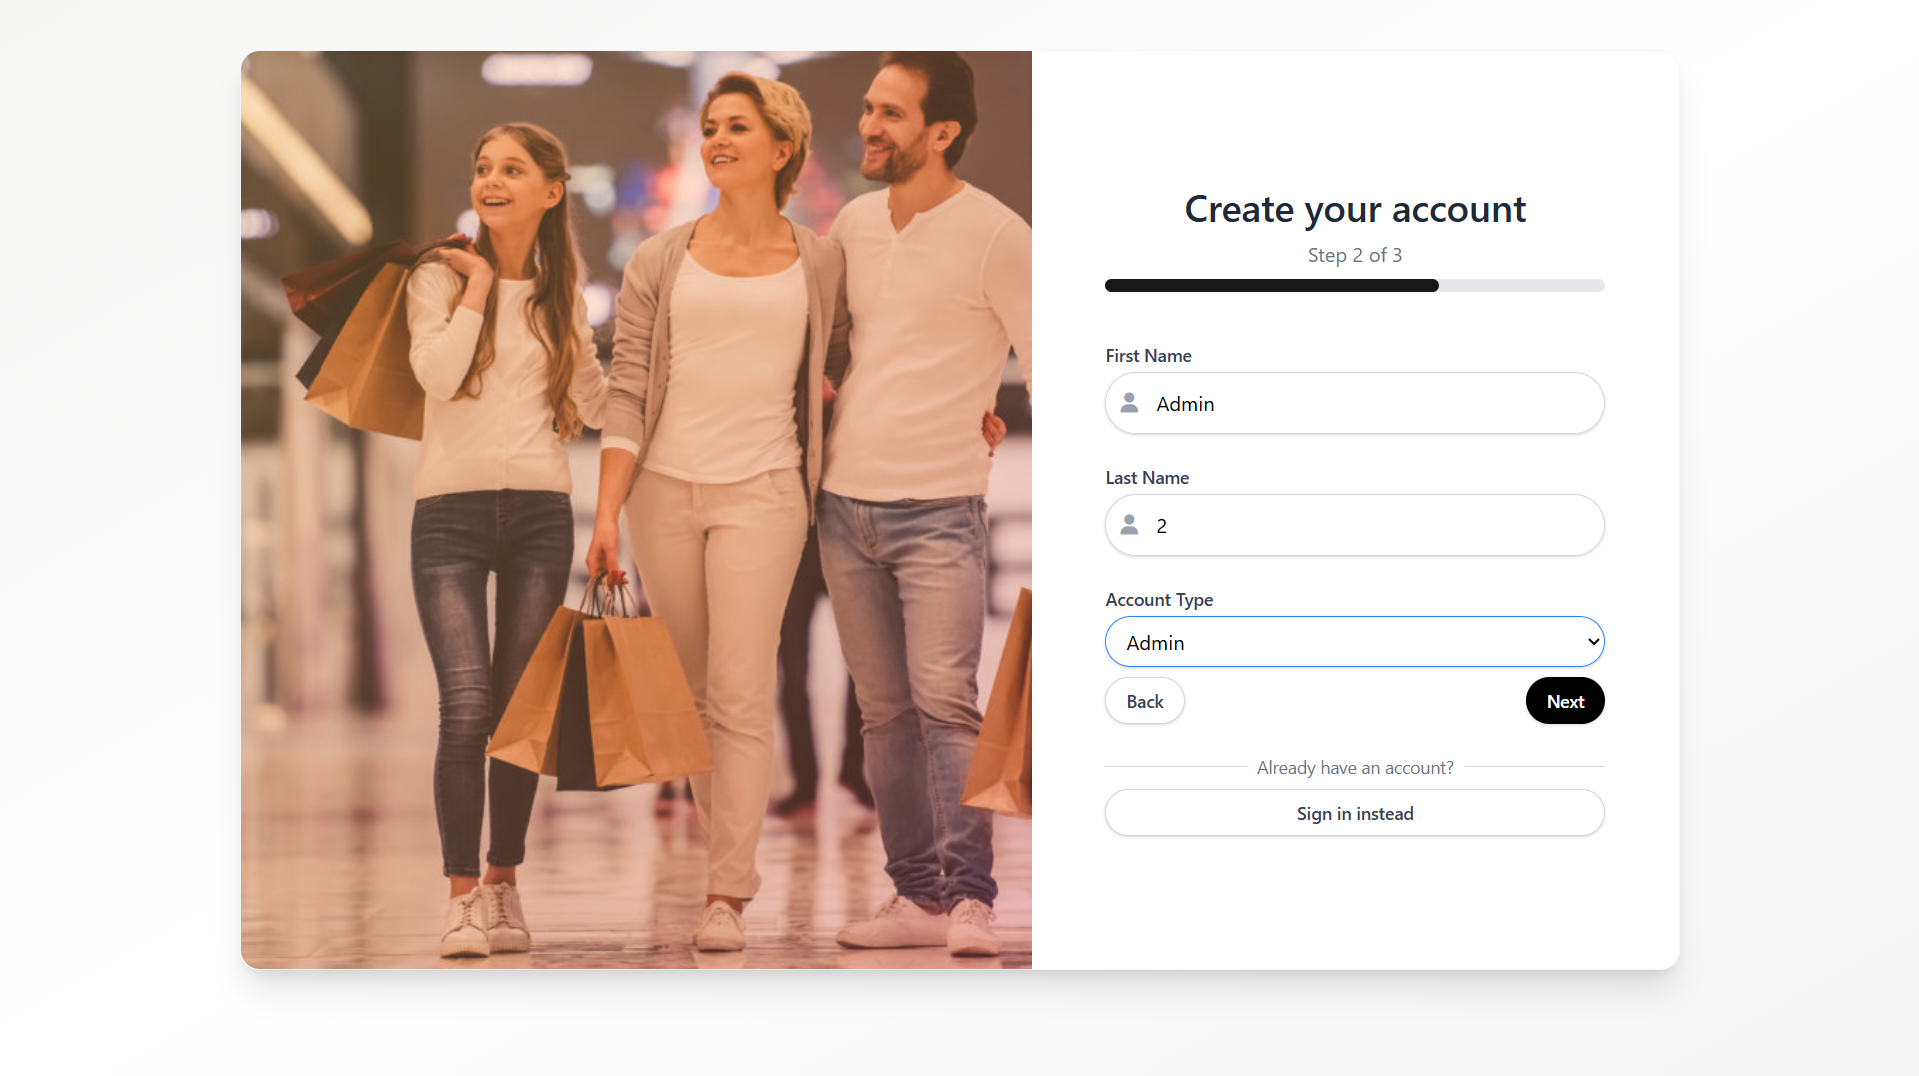 Create your account
Step 2 of 3
First Name
Admin
Last Name
2
Account Type
Admin
Back
Next
Already have an account?
Sign in instead